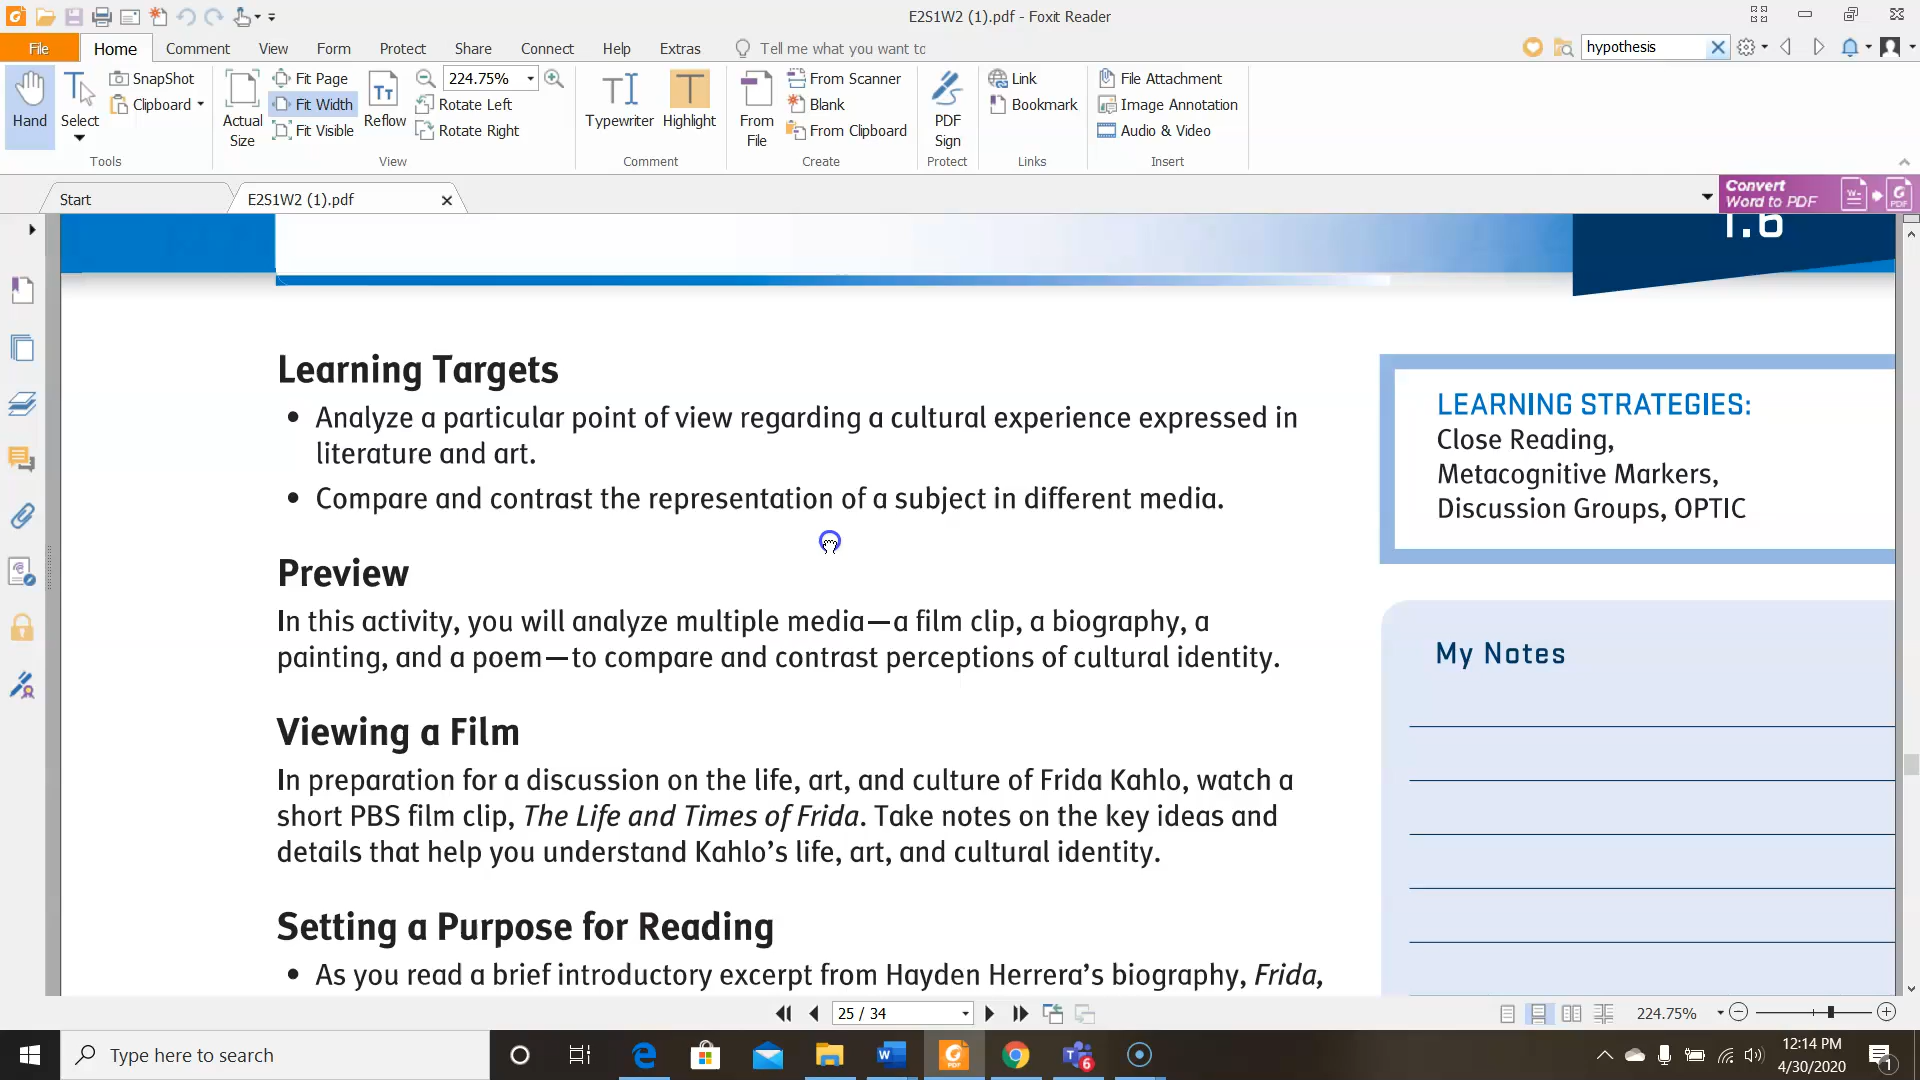 E2S1W2 (1).pdf - Foxit Reader
File Home Comment View Form Protect Share Connect Help Extras Tell me what you want to hypothesis
Hand
Select
SnapShot
Clipboard
Tools
Actual Size
Fit Page
Fit Width
Fit Visible
Reflow
224.75%
Rotate Left
Rotate Right
View
Typewriter
Highlight
Comment
From File
From Scanner
Blank
From Clipboard
Create
PDF Sign
Protect
Link
Bookmark
Links
File Attachment
Image Annotation
Audio & Video
Insert
Start
E2S1W2 (1).pdf
Convert
Word to PDF
1.6
Learning Targets
• Analyze a particular point of view regarding a cultural experience expressed in
literature and art.
• Compare and contrast the representation of a subject in different media.
Preview
In this activity, you will analyze multiple media—a film clip, a biography, a
painting, and a poem—to compare and contrast perceptions of cultural identity.
Viewing a Film
In preparation for a discussion on the life, art, and culture of Frida Kahlo, watch a
short PBS film clip, The Life and Times of Frida. Take notes on the key ideas and
details that help you understand Kahlo's life, art, and cultural identity.
Setting a Purpose for Reading
• As you read a brief introductory excerpt from Hayden Herrera's biography, Frida,
LEARNING STRATEGIES:
Close Reading,
Metacognitive Markers,
Discussion Groups, OPTIC
My Notes
25 / 34
224.75%
Type here to search
6
12:14 PM
4/30/2020
1